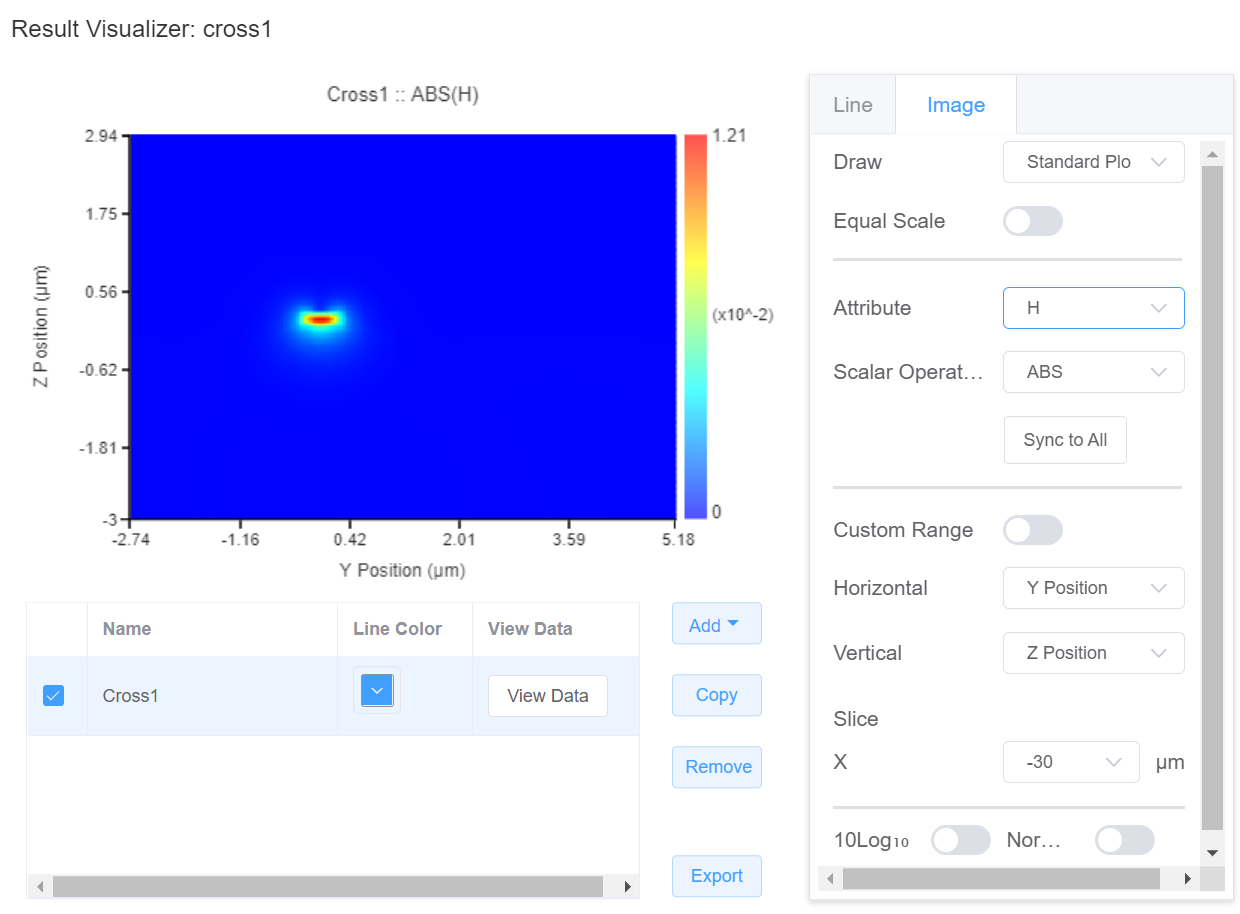 Result Visualizer: cross1
Cross1 :: ABS(H)
2.94
1.75
0.56
-0.62
-1.81
-3
Z Position (µm)
-2.74 -1.16 0.42 2.01 3.59 5.18
Y Position (µm)
1.21
(x10^-2)
0
Name Line Color View Data
Cross1 View Data
Add
Copy
Remove
Export
Line Image
Draw Standard Plo
Equal Scale
Attribute H
Scalar Operat... ABS
Sync to All
Custom Range
Horizontal Y Position
Vertical Z Position
Slice
X -30 µm
10Log₁₀ Nor...